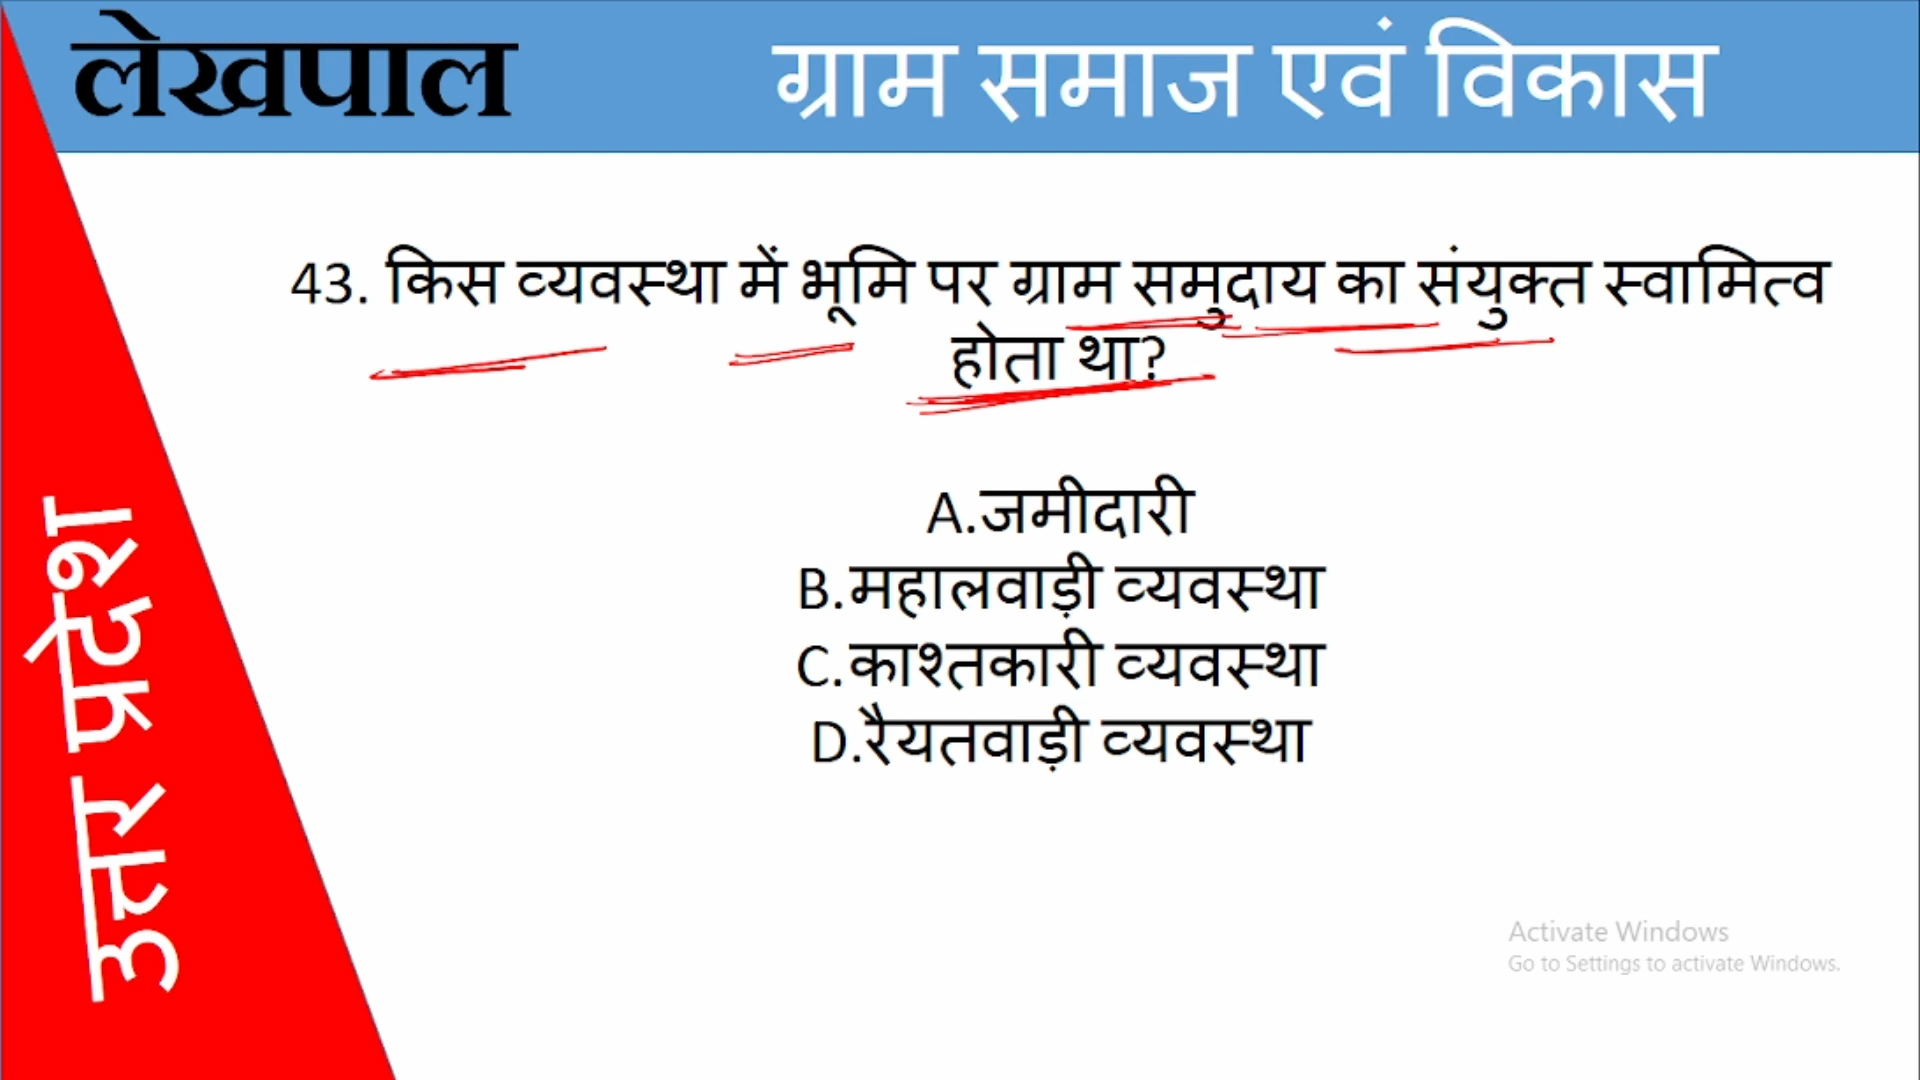 लेखपाल
ग्राम समाज एवं विकास
43. किस व्यवस्था में भूमि पर ग्राम समुदाय का संयुक्त स्वामित्व
होता था?
A.जमीदारी
B.महालवाड़ी व्यवस्था
C.काश्तकारी व्यवस्था
D.रैयतवाड़ी व्यवस्था
उत्तर प्रदेश
Activate Windows
Go to Settings to activate Windows.